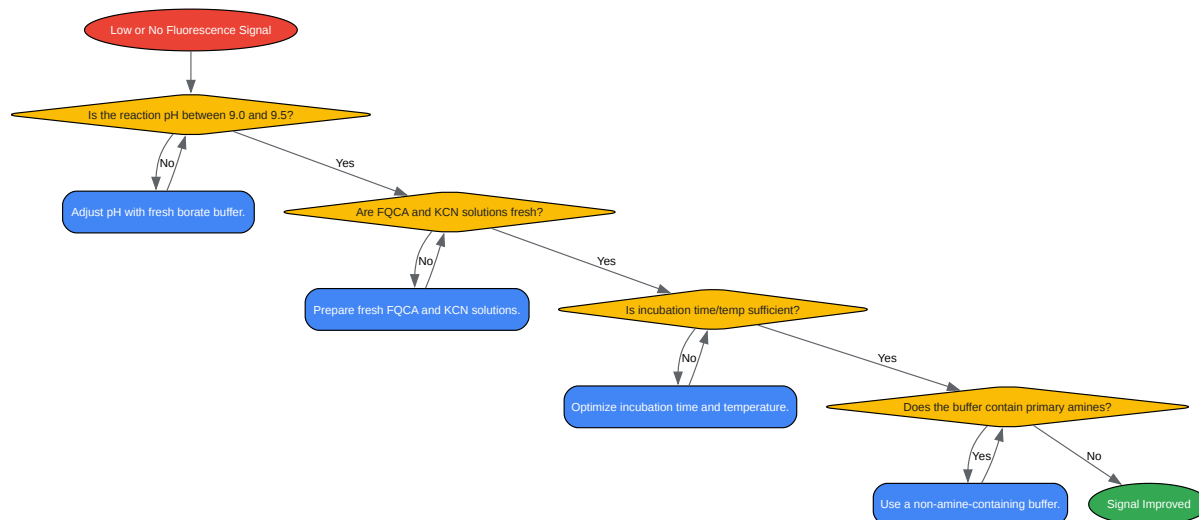 Low or No Fluorescence Signal
Is the reaction pH between 9.0 and 9.5?
No
Yes
Adjust pH with fresh borate buffer.
Are FQCA and KCN solutions fresh?
No
Yes
Prepare fresh FQCA and KCN solutions.
Is incubation time/temp sufficient?
No
Yes
Optimize incubation time and temperature.
Does the buffer contain primary amines?
Yes
No
Use a non-amine-containing buffer.
Signal Improved